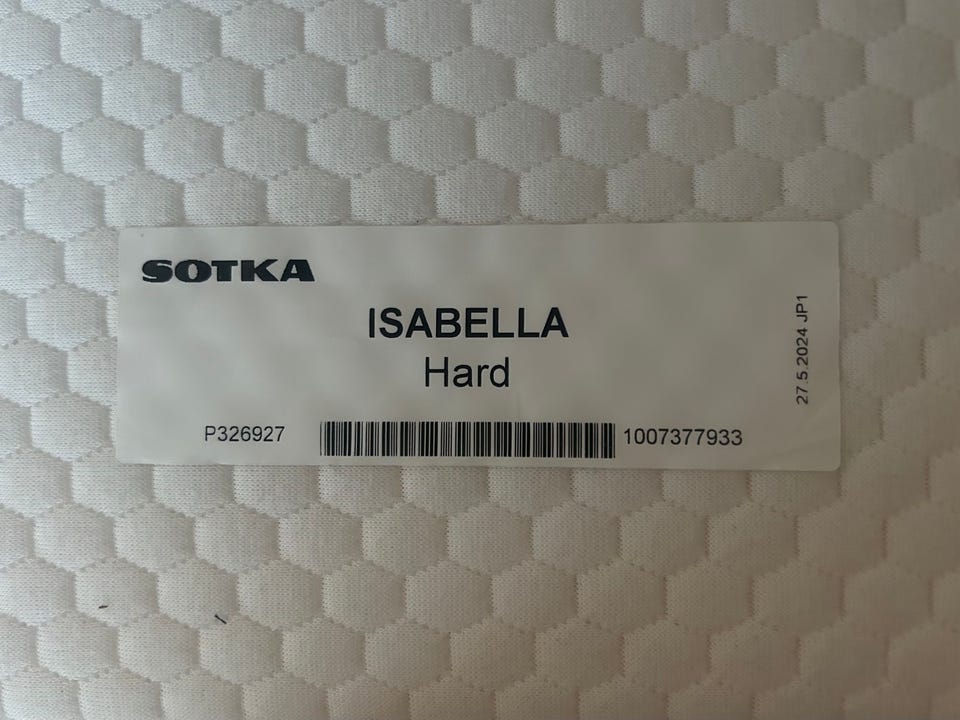 SOTKA
ISABELLA
Hard
P326927
1007377933
27.5.2024 JP1